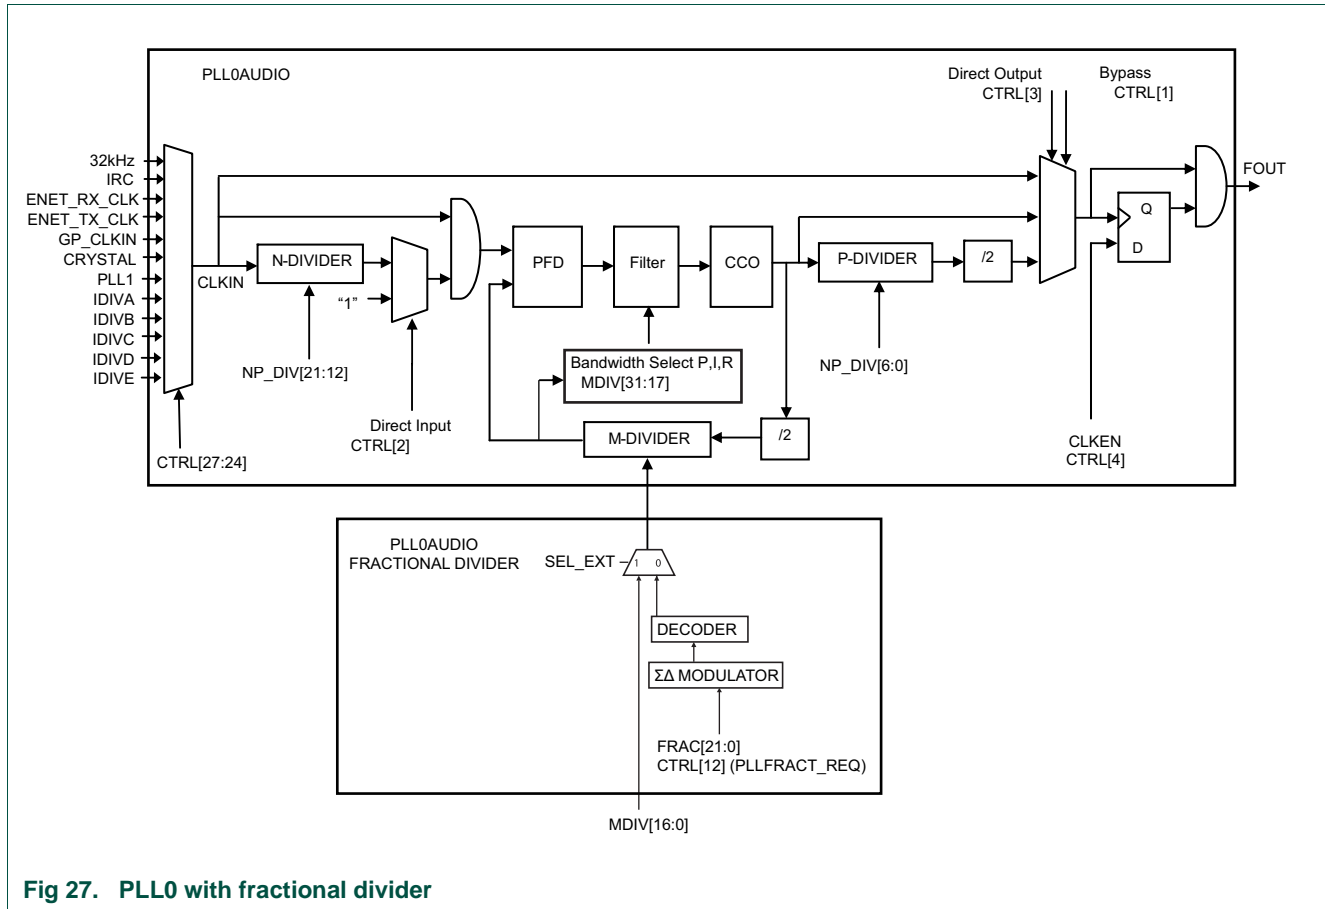 PLL0AUDIO
Direct Output
CTRL[3]
Bypass
CTRL[1]
32kHz
IRC
ENET_RX_CLK
ENET_TX_CLK
GP_CLKIN
CRYSTAL
PLL1
IDIVA
IDIVB
IDIVC
IDIVD
IDIVE
CTRL[27:24]
CLKIN
N-DIVIDER
NP_DIV[21:12]
“1”
Direct Input
CTRL[2]
PFD
Filter
CCO
Bandwidth Select P,I,R
MDIV[31:17]
M-DIVIDER
/2
P-DIVIDER
NP_DIV[6:0]
/2
Q
D
CLKEN
CTRL[4]
FOUT
PLL0AUDIO
FRACTIONAL DIVIDER
SEL_EXT
1 0
DECODER
ΣΔ MODULATOR
FRAC[21:0]
CTRL[12] (PLLFRACT_REQ)
MDIV[16:0]
Fig 27. PLL0 with fractional divider